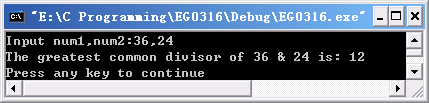 "E:\C Programming\EG0316\Debug\EG0316.exe"
Input num1,num2:36,24
The greatest common divisor of 36 & 24 is: 12
Press any key to continue